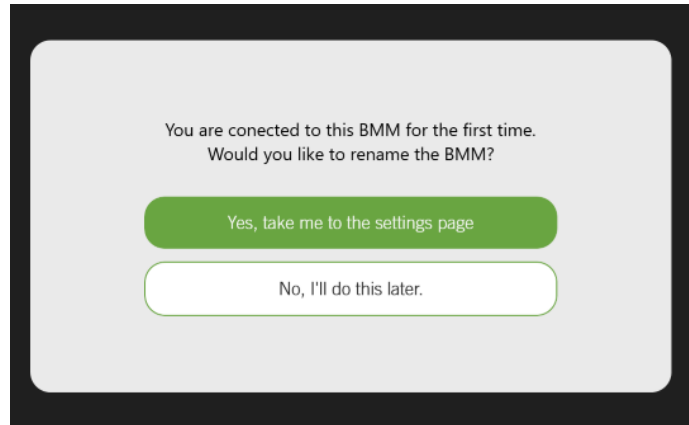 You are conected to this BMM for the first time.
Would you like to rename the BMM?
Yes, take me to the settings page
No, I'll do this later.